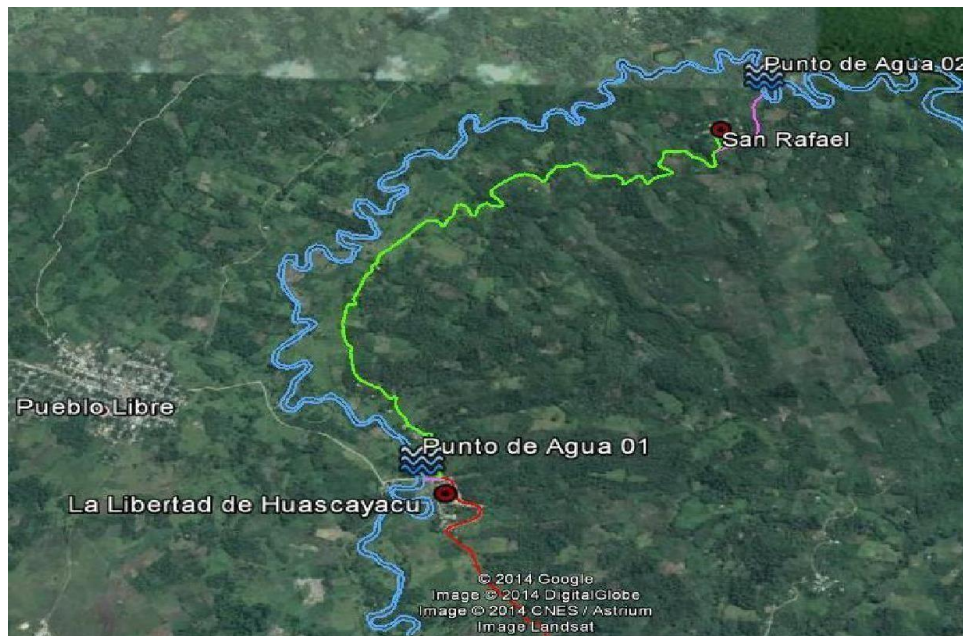 Punto de Agua 02
San Rafael
Pueblo Libre
Punto de Agua 01
La Libertad de Huascayacu
© 2014 Google
Image © 2014 DigitalGlobe
Image © 2014 CNES / Astrium
Image Landsat